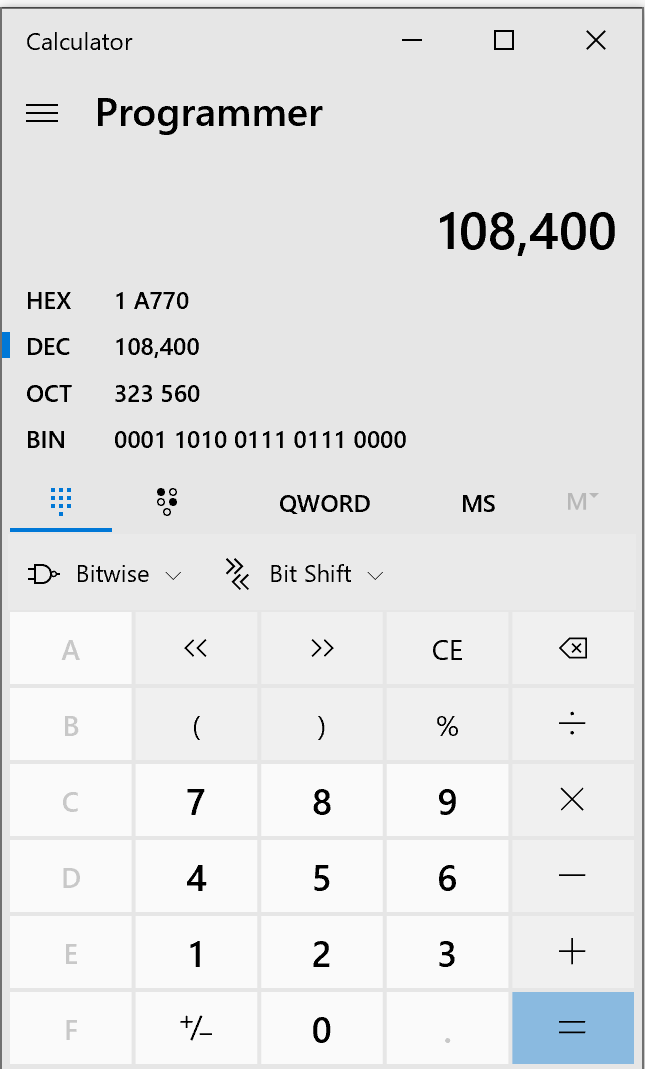 Calculator
Programmer
108,400
HEX 1 A770
DEC 108,400
OCT 323 560
BIN 0001 1010 0111 0111 0000
QWORD MS M
Bitwise Bit Shift
A << >> CE
B ( ) % ÷
C 7 8 9 ×
D 4 5 6 −
E 1 2 3 +
F +/− 0 . =